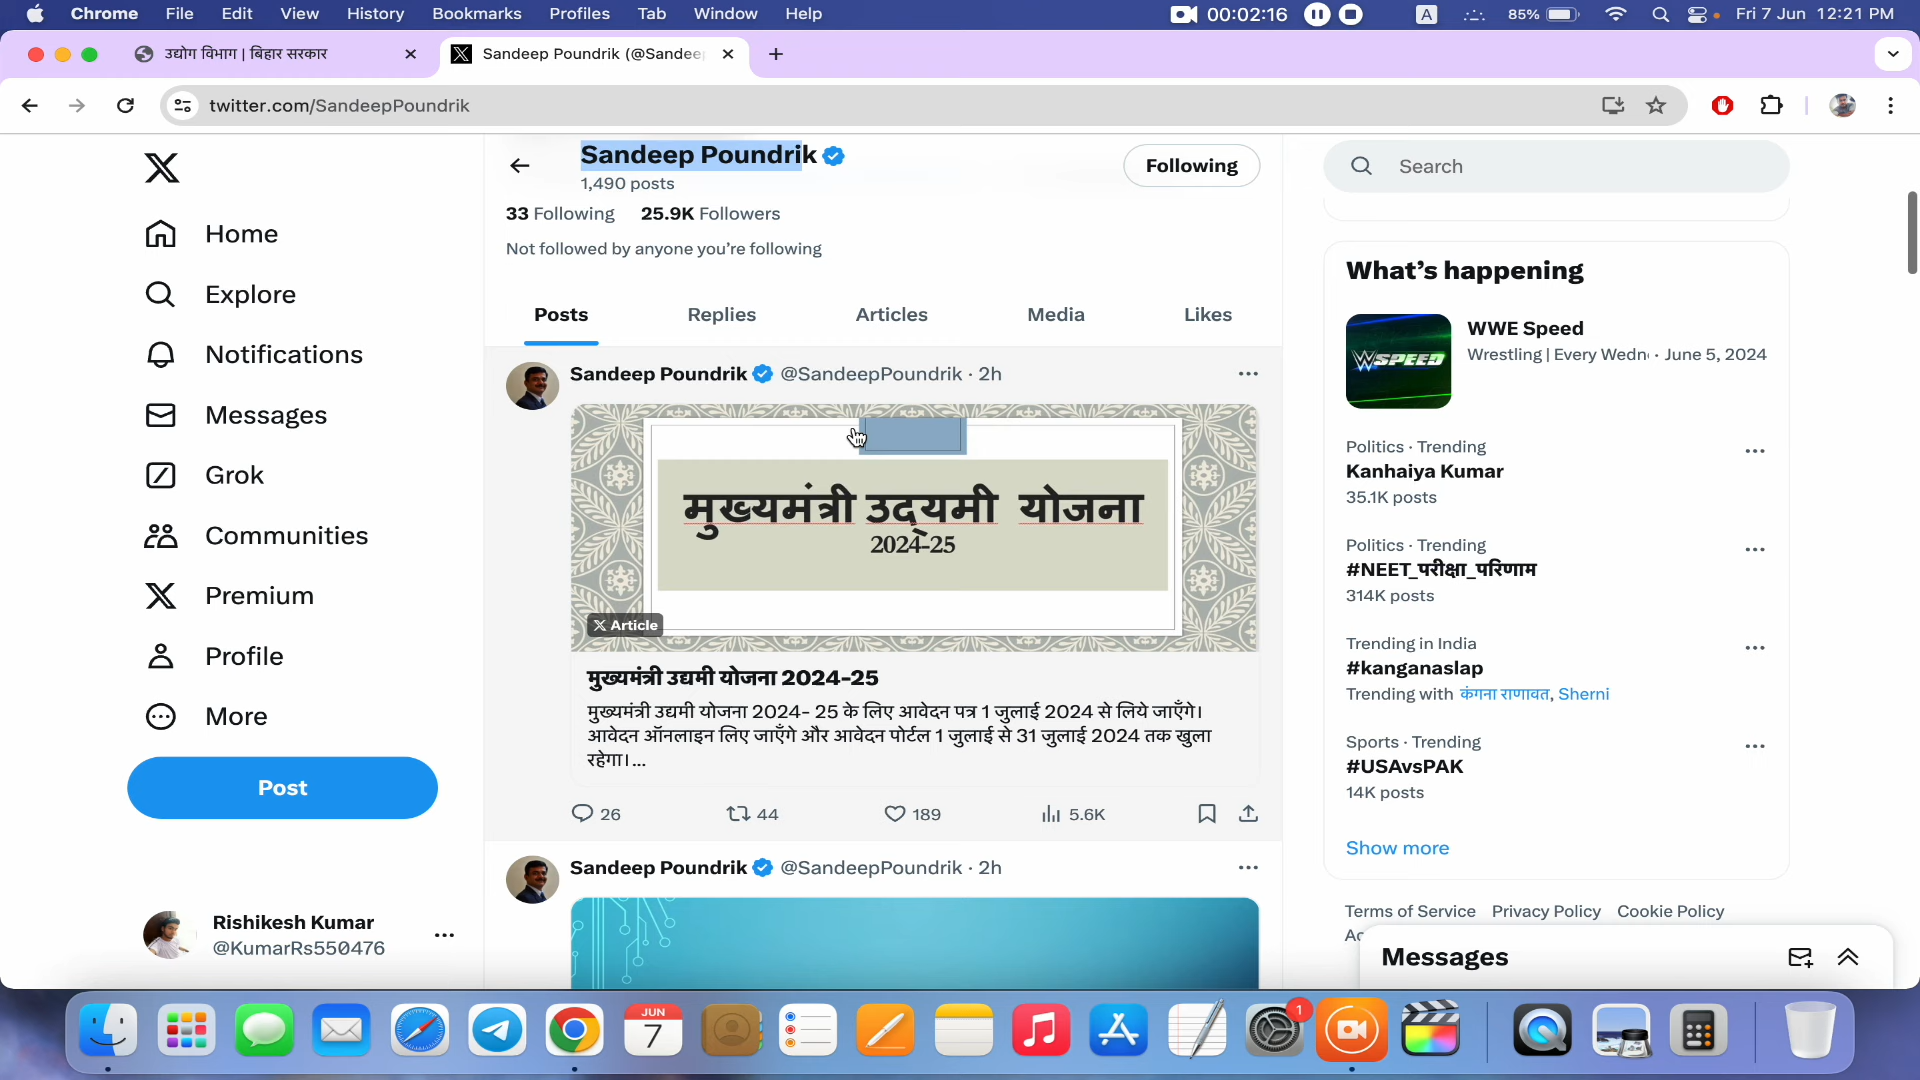 Chrome File Edit View History Bookmarks Profiles Tab Window Help 00:02:16 A 85% Fri 7 Jun 12:21 PM
उद्योग विभाग | बिहार सरकार
Sandeep Poundrik (@Sandee
twitter.com/SandeepPoundrik
Home
Explore
Notifications
Messages
Grok
Communities
Premium
Profile
More
Post
Rishikesh Kumar
@KumarRs550476
Sandeep Poundrik
1,490 posts
Following
33 Following 25.9K Followers
Not followed by anyone you're following
Posts Replies Articles Media Likes
Sandeep Poundrik @SandeepPoundrik · 2h
मुख्यमंत्री उद्यमी योजना
2024-25
X Article
मुख्यमंत्री उद्यमी योजना 2024-25
मुख्यमंत्री उद्यमी योजना 2024- 25 के लिए आवेदन पत्र 1 जुलाई 2024 से लिये जाएँगे।
आवेदन ऑनलाइन लिए जाएँगे और आवेदन पोर्टल 1 जुलाई से 31 जुलाई 2024 तक खुला
रहेगा।...
26 44 189 5.6K
Sandeep Poundrik @SandeepPoundrik · 2h
Search
What's happening
WSPEED
WWE Speed
Wrestling | Every Wedn · June 5, 2024
Politics · Trending
Kanhaiya Kumar
35.1K posts
Politics · Trending
#NEET_परीक्षा_परिणाम
314K posts
Trending in India
#kanganaslap
Trending with कंगना राणावत, Sherni
Sports · Trending
#USAvsPAK
14K posts
Show more
Terms of Service Privacy Policy Cookie Policy
Messages
JUN
7
1